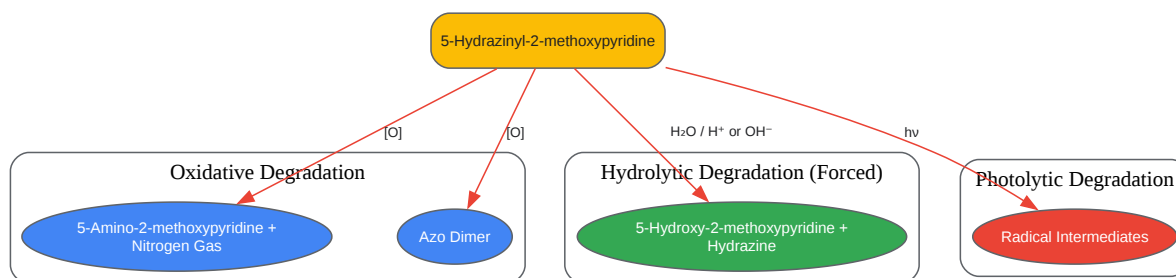 5-Hydrazinyl-2-methoxypyridine
[O]
[O]
H₂O / H⁺ or OH⁻
hν
Oxidative Degradation
Hydrolytic Degradation (Forced)
Photolytic Degradation
5-Amino-2-methoxypyridine +
Nitrogen Gas
Azo Dimer
5-Hydroxy-2-methoxypyridine +
Hydrazine
Radical Intermediates